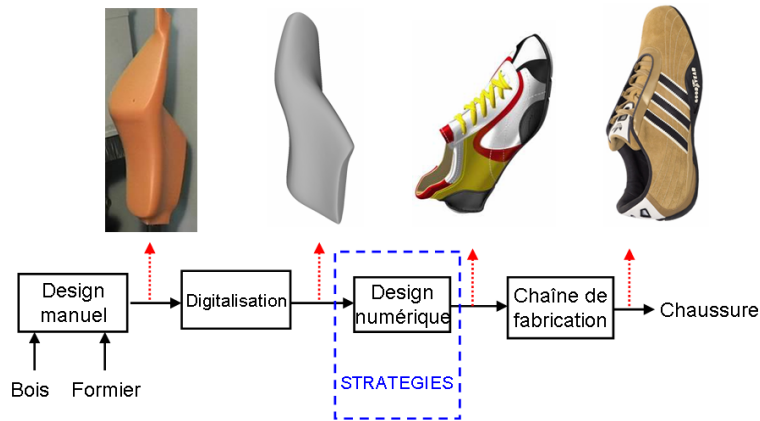 Design
manuel
Digitalisation
Design
numérique
Chaîne de
fabrication
Chaussure
STRATEGIES
Bois
Formier